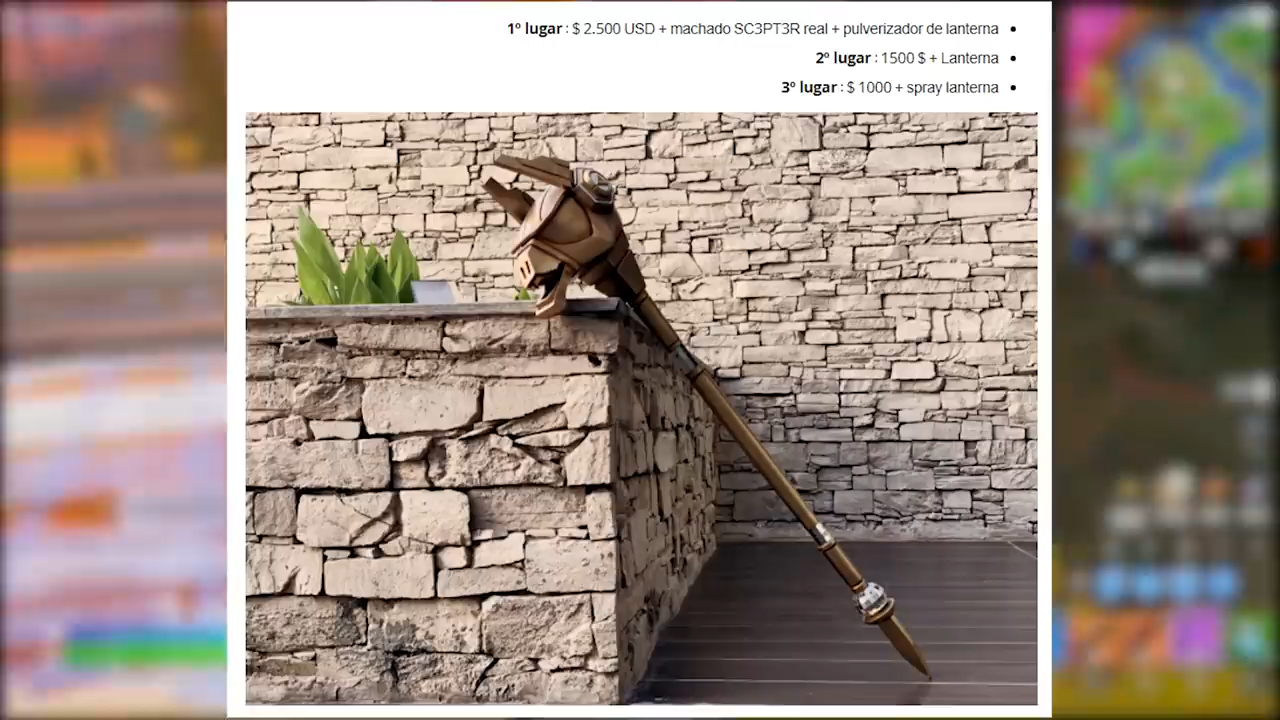 1º lugar : $ 2.500 USD + machado SC3PT3R real + pulverizador de lanterna
2º lugar : 1500 $ + Lanterna
3º lugar : $ 1000 + spray lanterna